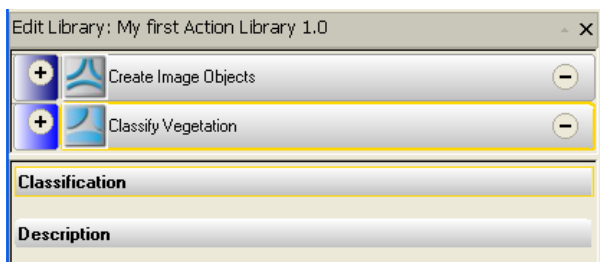 Edit Library: My first Action Library 1.0
Create Image Objects
Classify Vegetation
Classification
Description